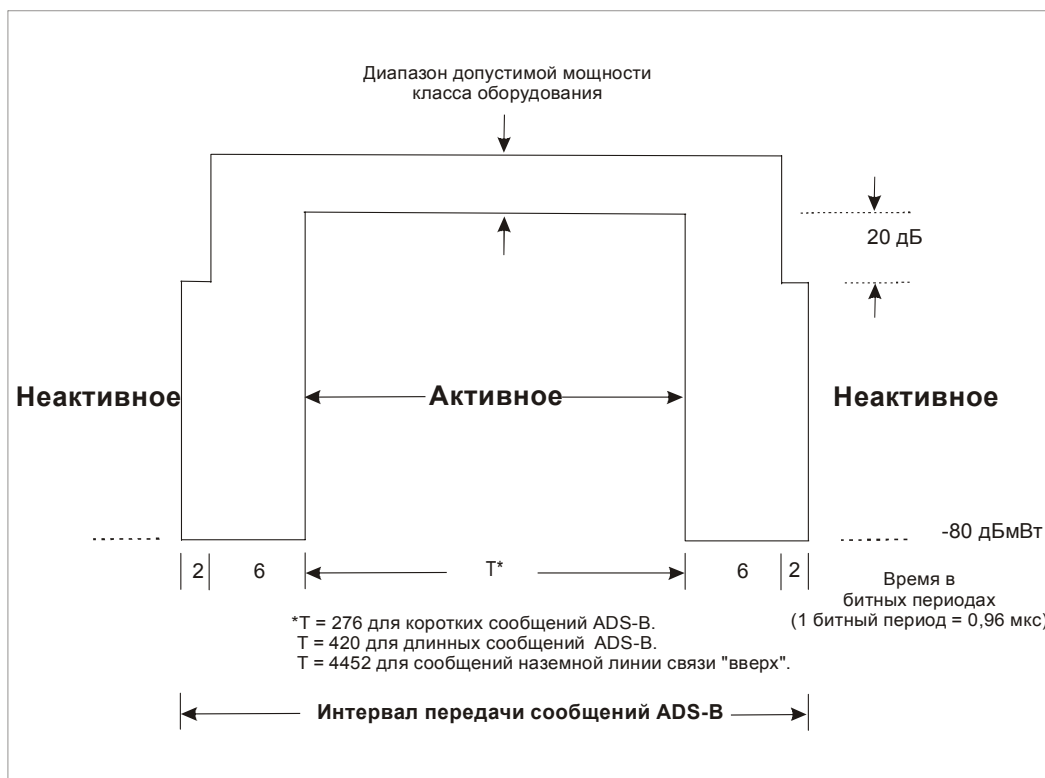 Диапазон допустимой мощности
класса оборудования
20 дБ
Неактивное
Активное
Неактивное
-80 дБмВт
2
6
T*
6
2
Время в
битных периодах
(1 битный период = 0,96 мкс)
*T = 276 для коротких сообщений ADS-B.
T = 420 для длинных сообщений ADS-B.
T = 4452 для сообщений наземной линии связи "вверх".
Интервал передачи сообщений ADS-B